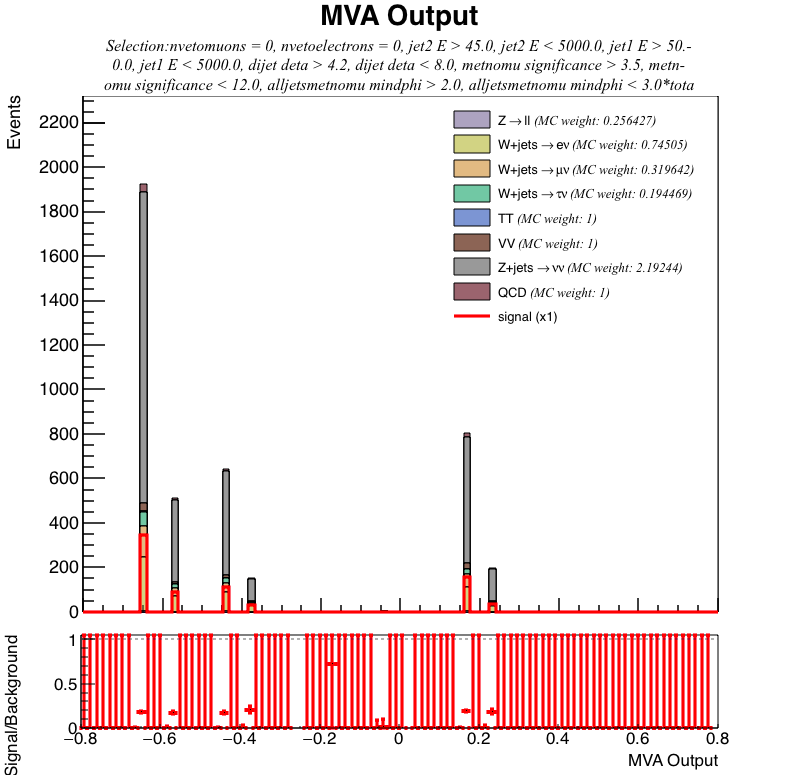 MVA Output
Selection:nvetomuons = 0, nvetoelectrons = 0, jet2 E > 45.0, jet2 E < 5000.0, jet1 E > 50.-
0.0, jet1 E < 5000.0, dijet deta > 4.2, dijet deta < 8.0, metnomu significance > 3.5, metn-
omu significance < 12.0, alljetsmetnomu mindphi > 2.0, alljetsmetnomu mindphi < 3.0*tota
Events
2200
2000
1800
1600
1400
1200
1000
800
600
400
200
0
Z→ll (MC weight: 0.256427)
W+jets→eν (MC weight: 0.74505)
W+jets→μν (MC weight: 0.319642)
W+jets→τν (MC weight: 0.194469)
TT (MC weight: 1)
VV (MC weight: 1)
Z+jets→νν (MC weight: 2.19244)
QCD (MC weight: 1)
signal (x1)
Signal/Background
1
0.5
0
−0.8 −0.6 −0.4 −0.2 0 0.2 0.4 0.6 0.8
MVA Output